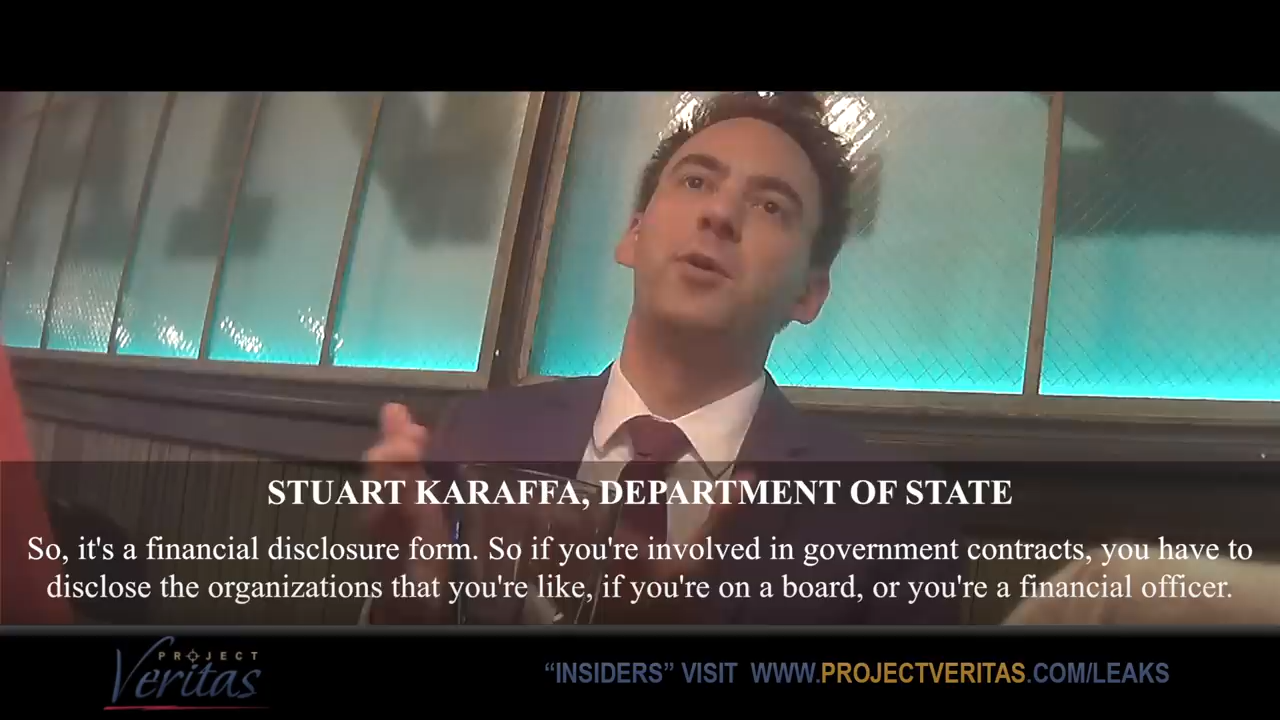 STUART KARAFFA, DEPARTMENT OF STATE
So, it's a financial disclosure form. So if you're involved in government contracts, you have to
disclose the organizations that you're like, if you're on a board, or you're a financial officer.
PROJECT
Veritas
“INSIDERS” VISIT WWW.PROJECTVERITAS.COM/LEAKS